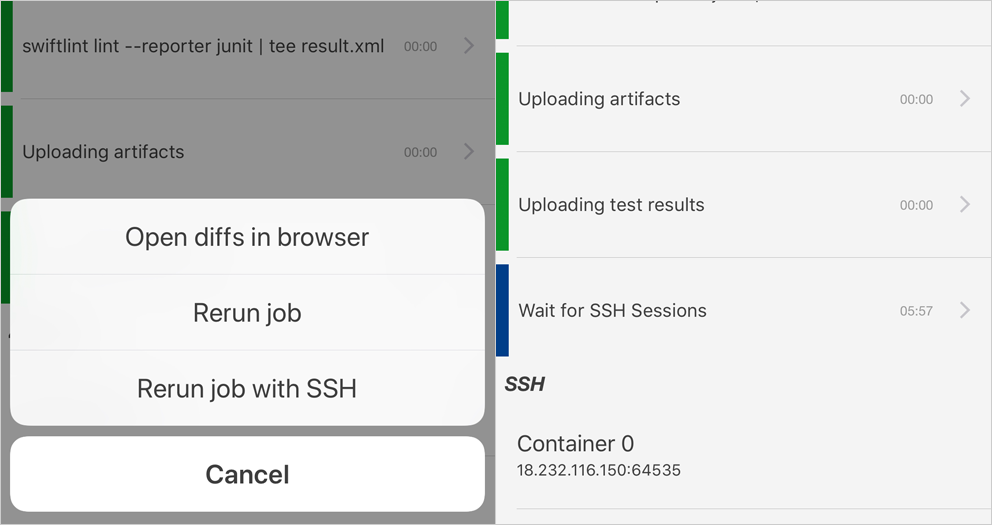 swiftlint lint --reporter junit | tee result.xml 00:00
Uploading artifacts 00:00
Open diffs in browser
Rerun job
Rerun job with SSH
Cancel
Uploading artifacts 00:00
Uploading test results 00:00
Wait for SSH Sessions 05:57
SSH
Container 0
18.232.116.150:64535